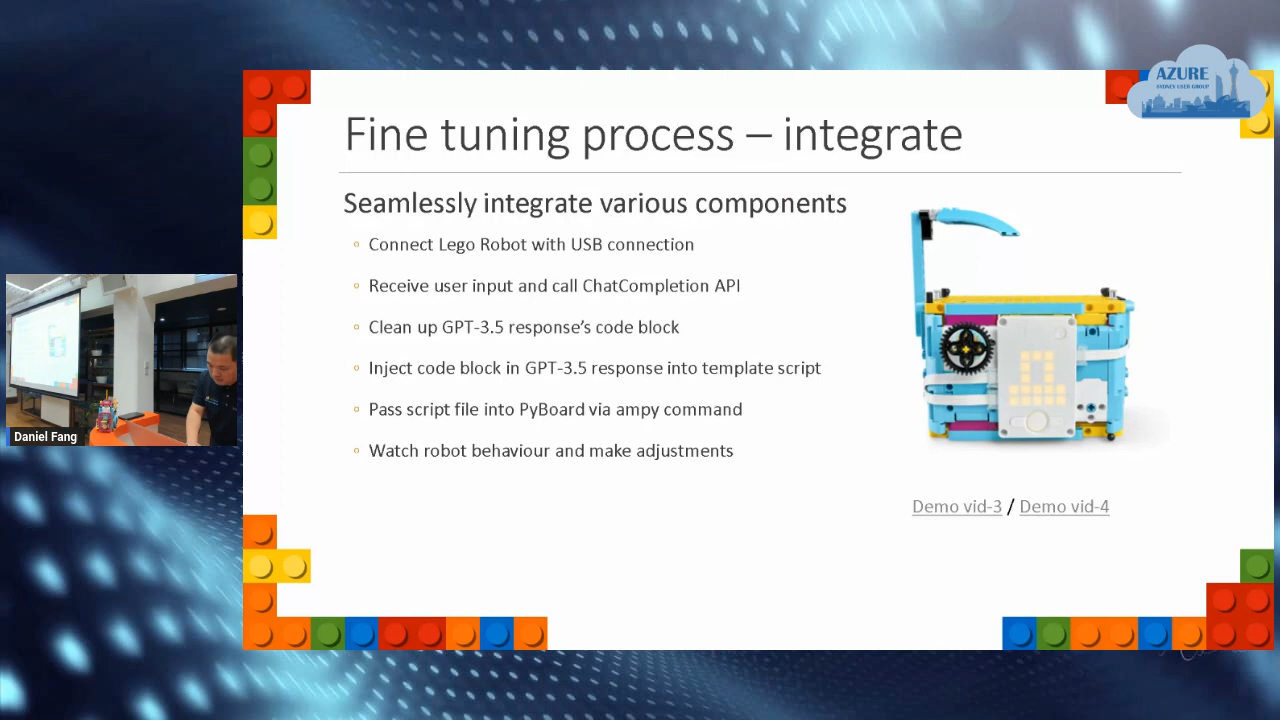 AZURE
SYDNEY USER GROUP
Fine tuning process – integrate
Seamlessly integrate various components
Connect Lego Robot with USB connection
Receive user input and call ChatCompletion API
Clean up GPT-3.5 response’s code block
Inject code block in GPT-3.5 response into template script
Pass script file into PyBoard via ampy command
Watch robot behaviour and make adjustments
Demo vid-3 / Demo vid-4
Daniel Fang